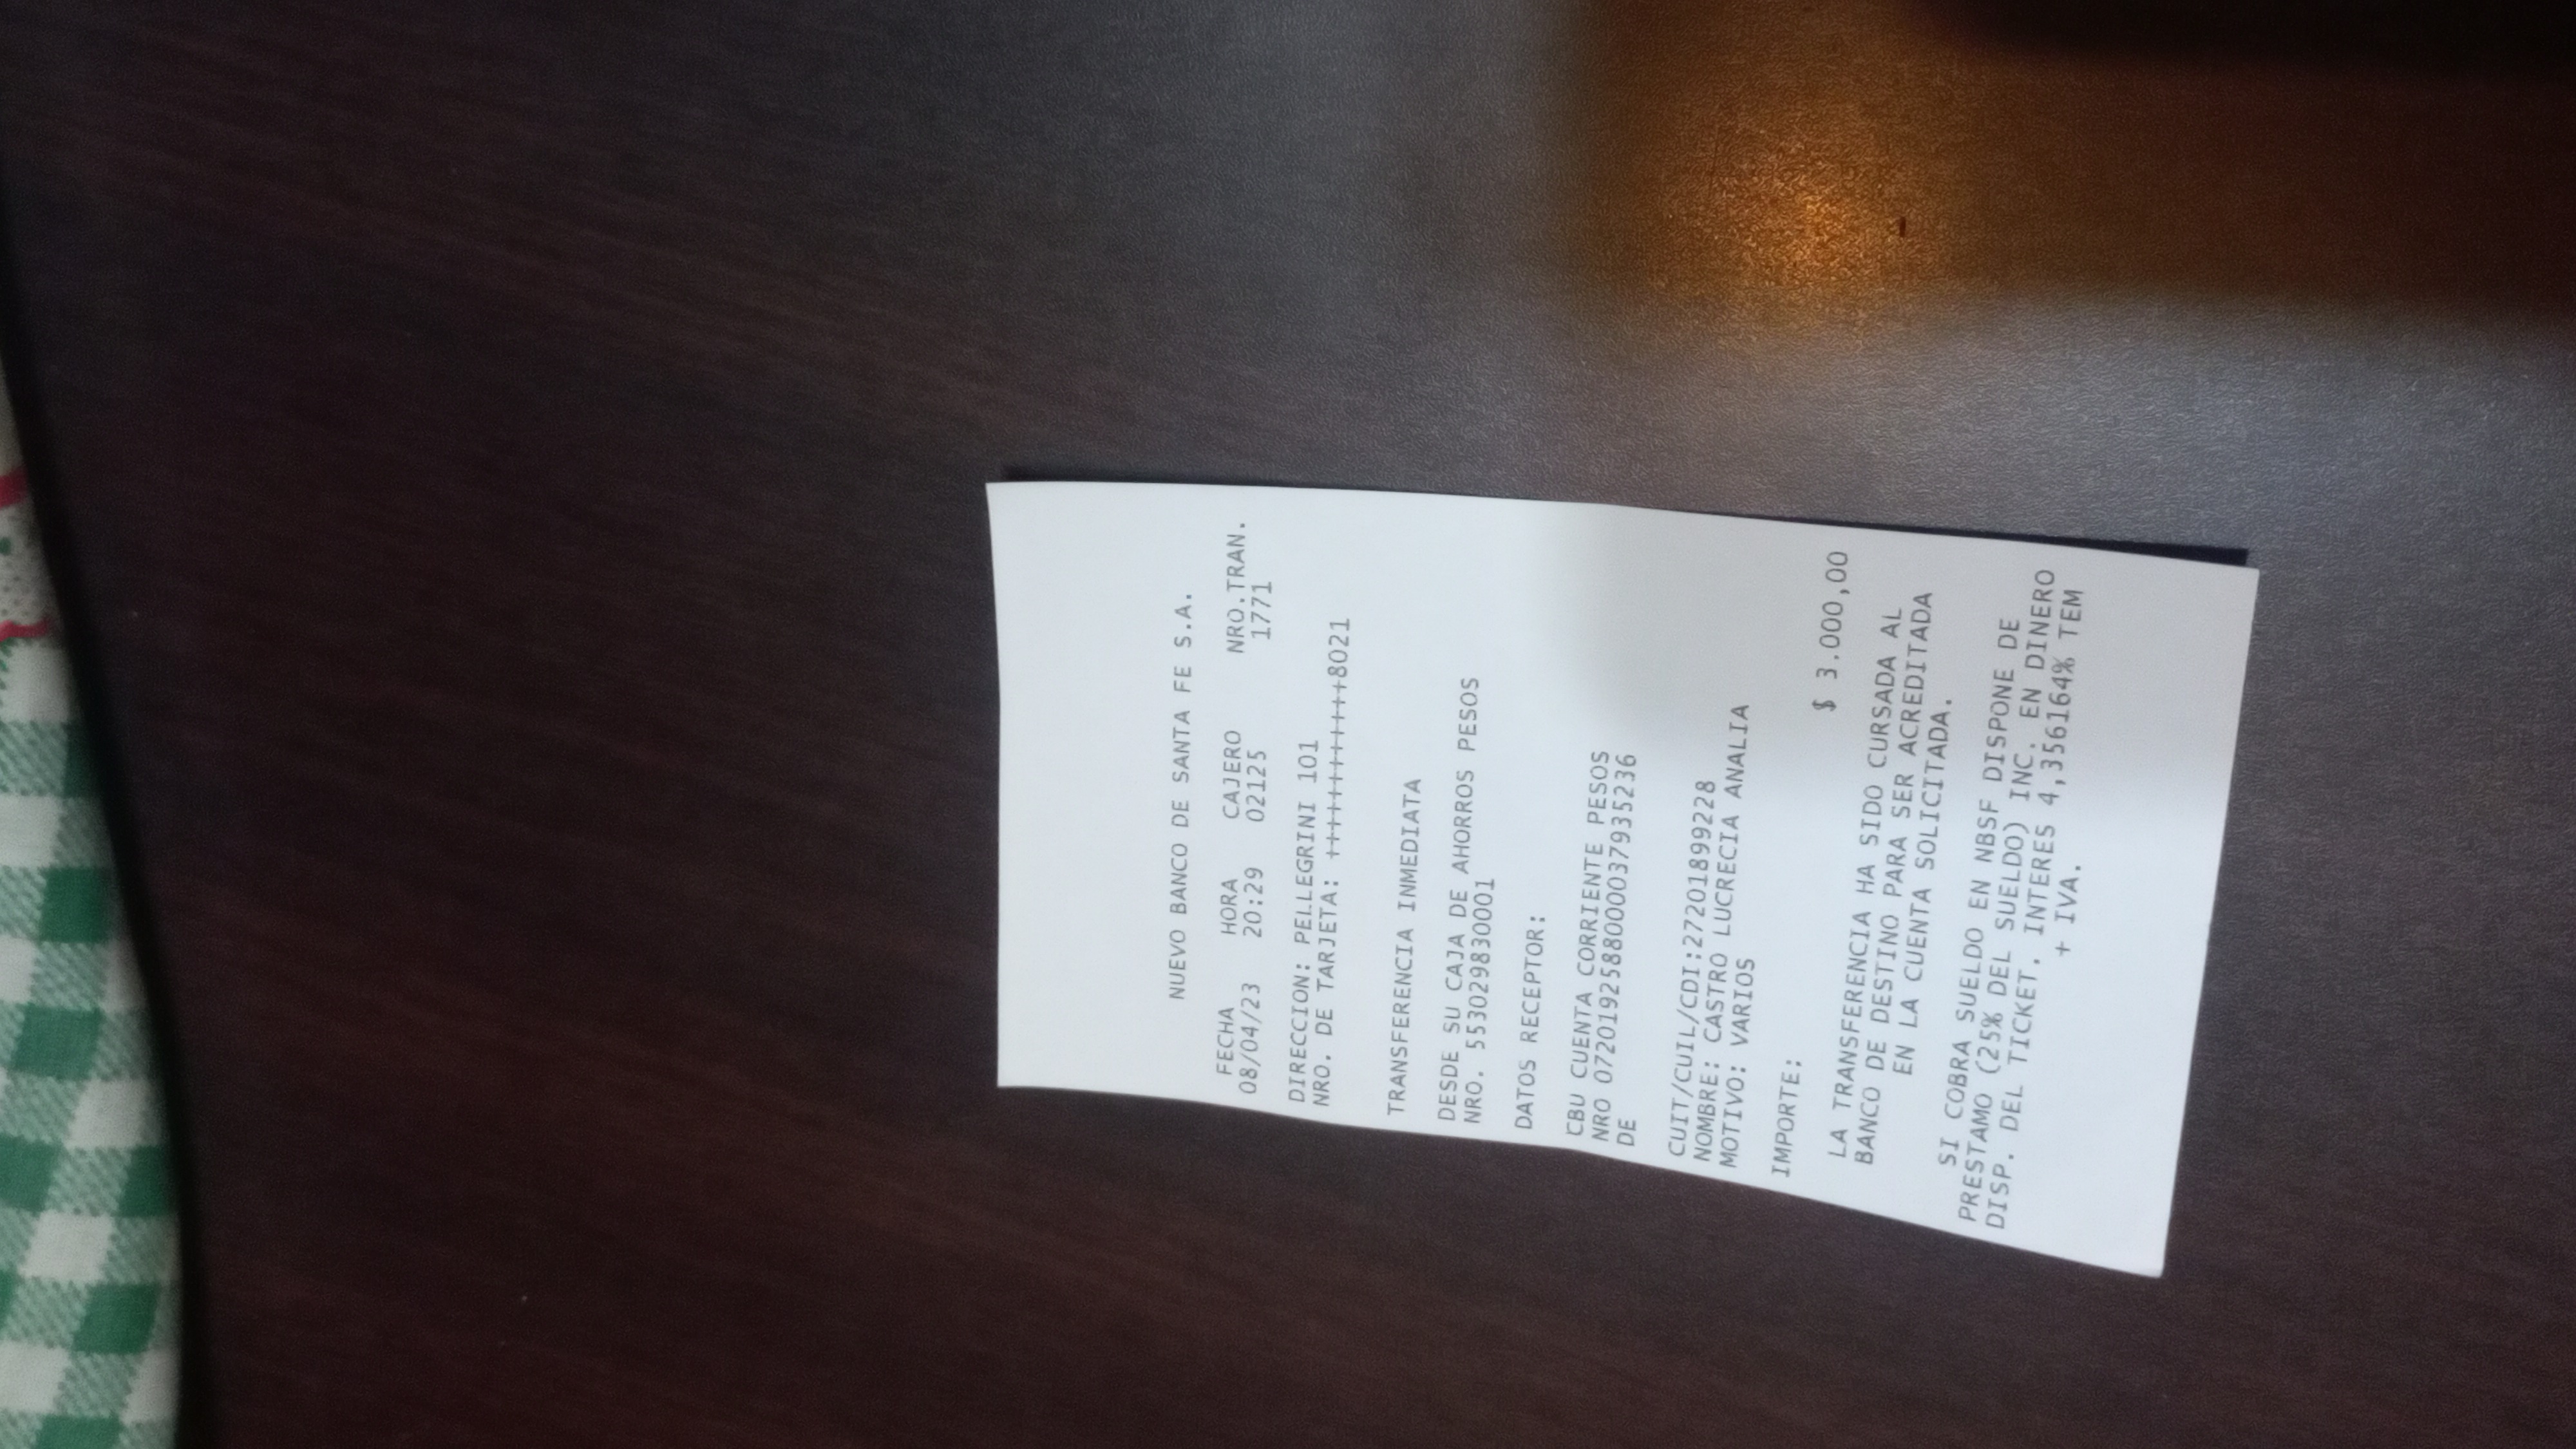 NUEVO BANCO DE SANTA FE S.A.
FECHA HORA CAJERO NRO.TRAN.
08/04/23 20:29 02125 1771
DIRECCION: PELLEGRINI 101
NRO. DE TARJETA: ++++++++++++8021
TRANSFERENCIA INMEDIATA
DESDE SU CAJA DE AHORROS PESOS
NRO. 553029830001
DATOS RECEPTOR:
CBU CUENTA CORRIENTE PESOS
NRO 0720192588000037935236
DE
CUIT/CUIL/CDI:27201899228
NOMBRE: CASTRO LUCRECIA ANALIA
MOTIVO: VARIOS
IMPORTE:
$ 3.000,00
LA TRANSFERENCIA HA SIDO CURSADA AL
BANCO DE DESTINO PARA SER ACREDITADA
EN LA CUENTA SOLICITADA.
SI COBRA SUELDO EN NBSF DISPONE DE
PRESTAMO (25% DEL SUELDO) INC. EN DINERO
DISP. DEL TICKET. INTERES 4,356164% TEM
+ IVA.